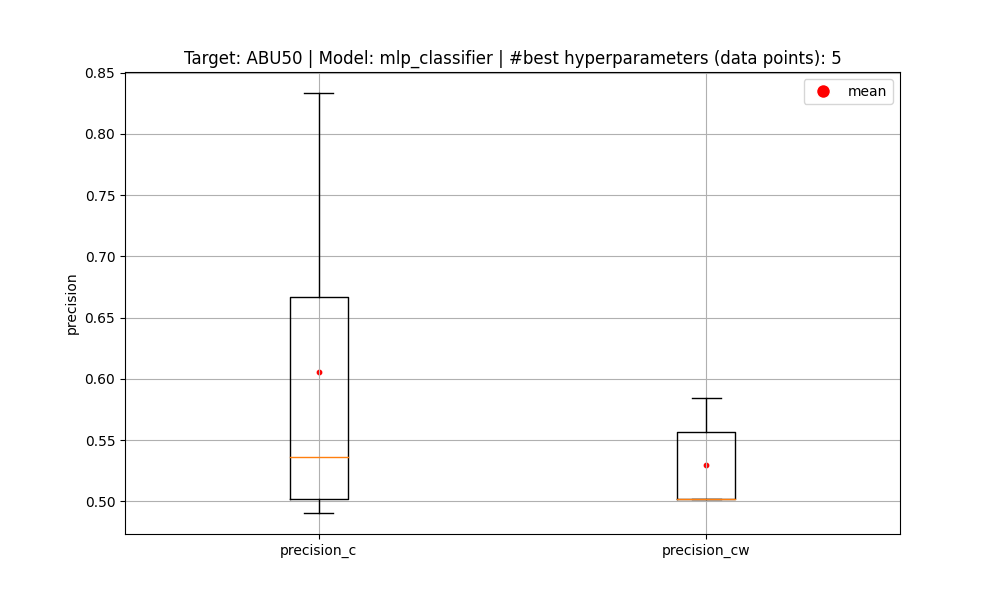 Target: ABU50 | Model: mlp_classifier | #best hyperparameters (data points): 5
mean
0.85
0.80
0.75
0.70
0.65
0.60
0.55
0.50
precision
precision_c
precision_cw